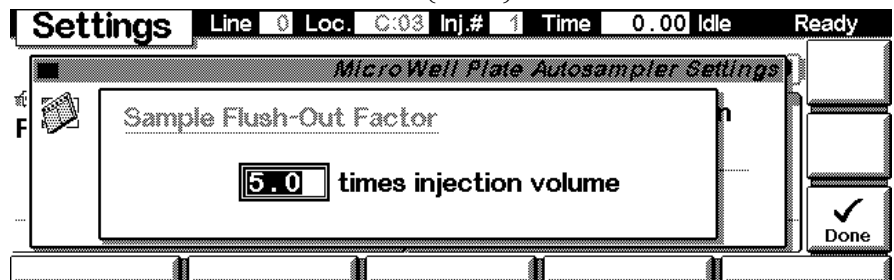 Settings Line 0 Loc. C:03 Inj.# 1 Time 0.00 Idle Ready
MicroWell Plate Autosampler Settings
F
Sample Flush-Out Factor
n
5.0 times injection volume
Done